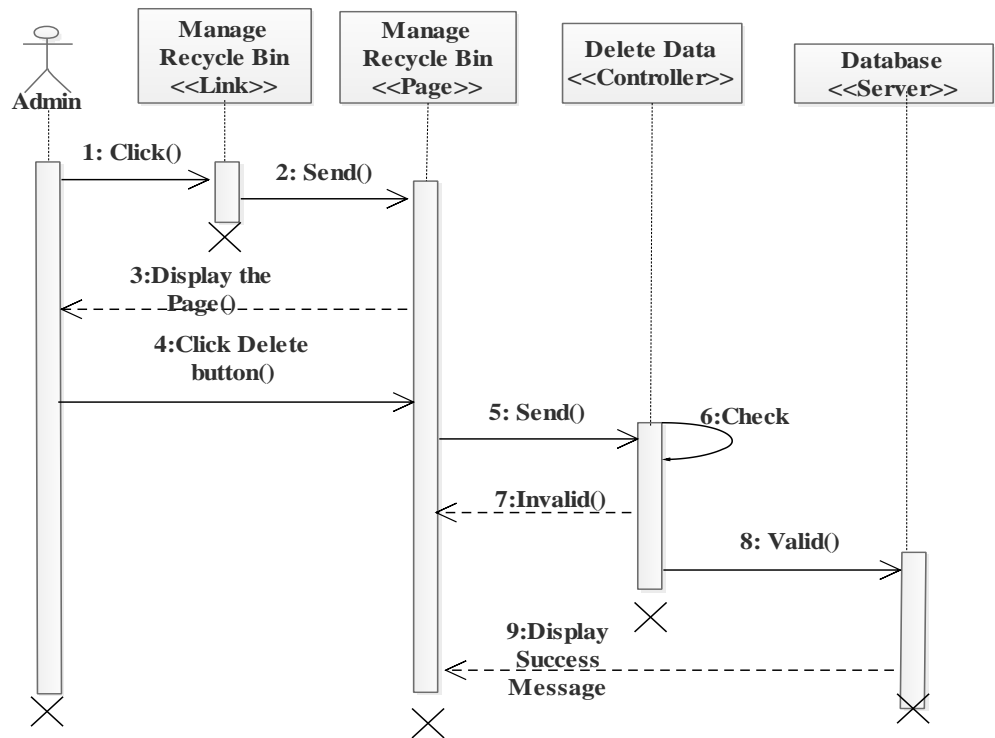 Manage
Recycle Bin
<<Link>>
Manage
Recycle Bin
<<Page>>
Delete Data
<<Controller>>
Database
<<Server>>
Admin
1: Click()
2: Send()
3:Display the
Page()
4:Click Delete
button()
5: Send()
6:Check
7:Invalid()
8: Valid()
9:Display
Success
Message